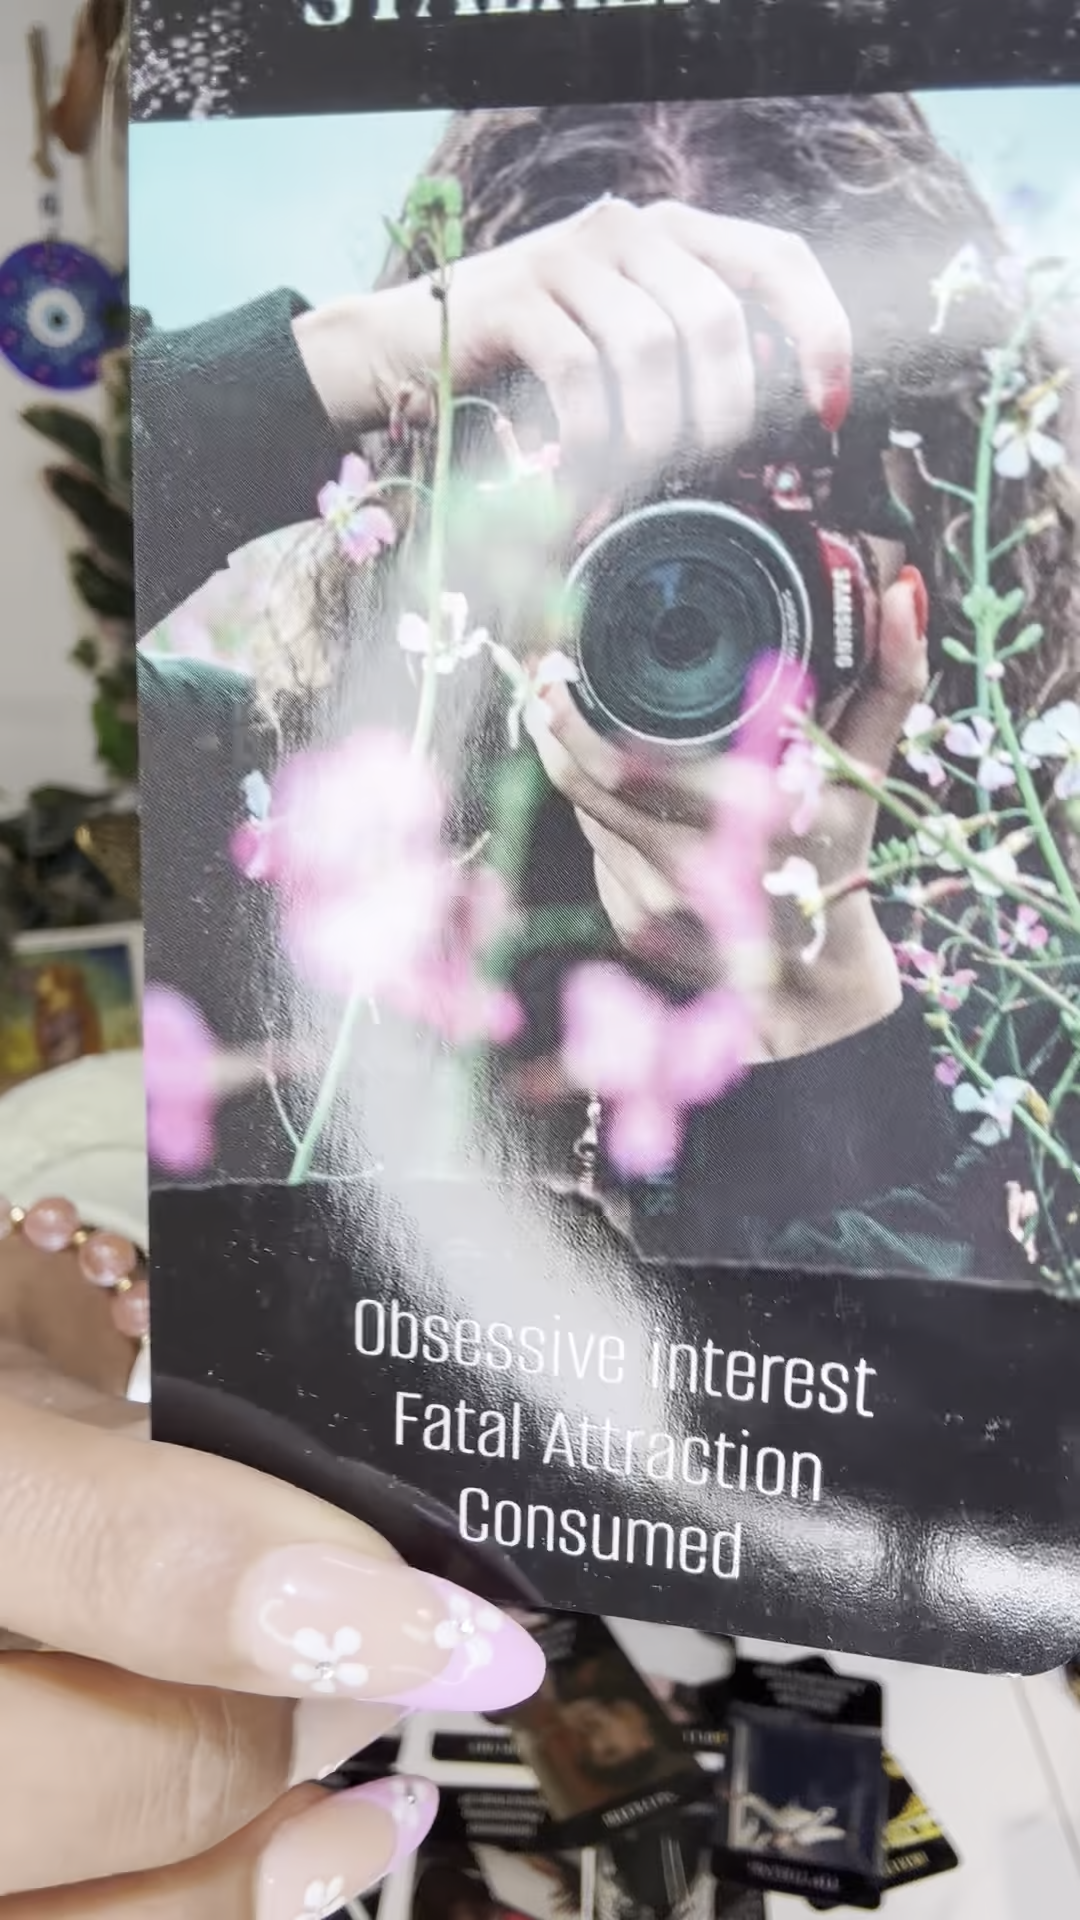 STALKER
SAMSUNG
Obsessive interest
Fatal Attraction
Consumed